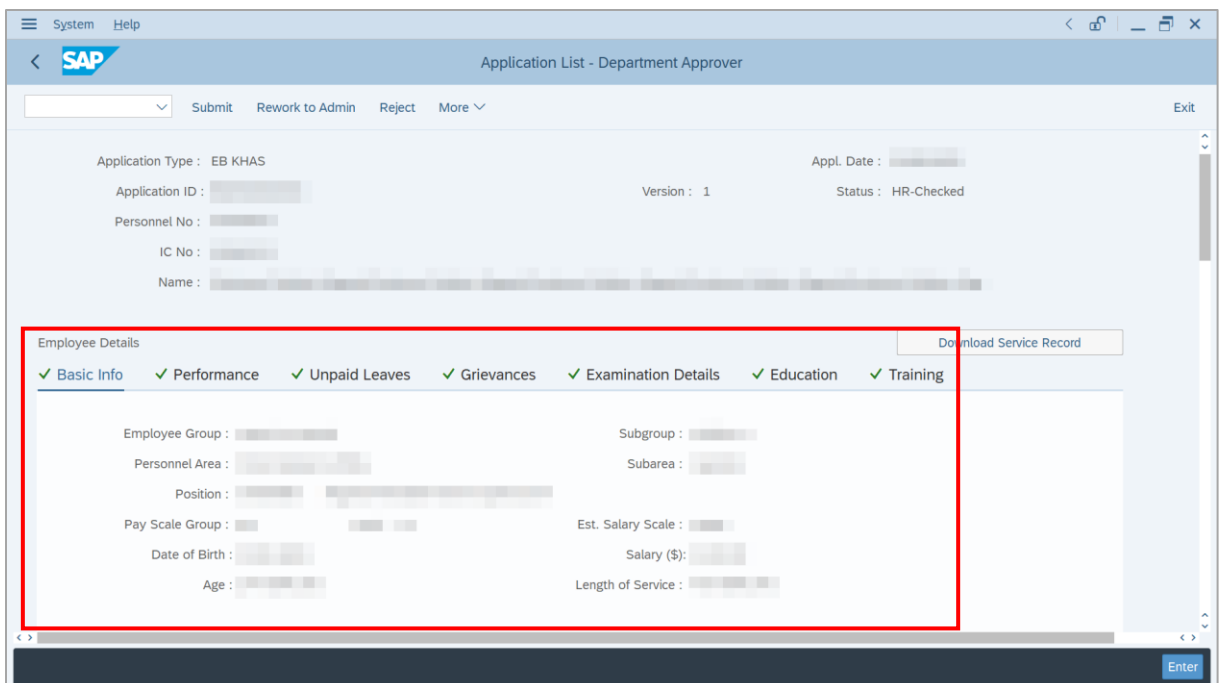 System Help
SAP Application List - Department Approver
Submit Rework to Admin Reject More Exit
Application Type : EB KHAS Appl. Date :
Application ID : Version : 1 Status : HR-Checked
Personnel No :
IC No :
Name :
Employee Details Download Service Record
Basic Info Performance Unpaid Leaves Grievances Examination Details Education Training
Employee Group : Subgroup :
Personnel Area : Subarea :
Position :
Pay Scale Group : Est. Salary Scale :
Date of Birth : Salary ($):
Age : Length of Service :
Enter